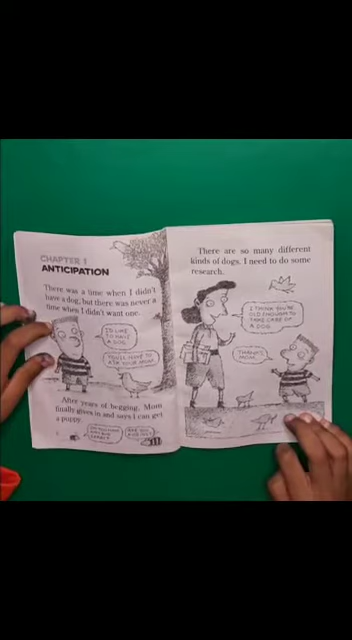 CHAPTER 1
ANTICIPATION
There was a time when I didn't
have a dog, but there was never a
time when I didn't want one.
I'D LIKE
TO HAVE
A DOG.
YOU'LL HAVE TO
ASK YOUR MOM.
After years of begging, Mom
finally gives in and says I can get
a puppy.
There are so many different
kinds of dogs. I need to do some
research.
I THINK YOU'RE
OLD ENOUGH TO
TAKE CARE OF
A DOG.
THANKS,
MOM.